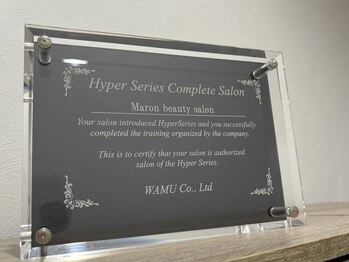 Hyper Series Complete Salon
Maron beauty salon
Your salon introduced HyperSeries and you successfully
completed the training organized by the company.
This is to certify that your salon is authorized
salon of the Hyper Series.
WAMU Co., Ltd